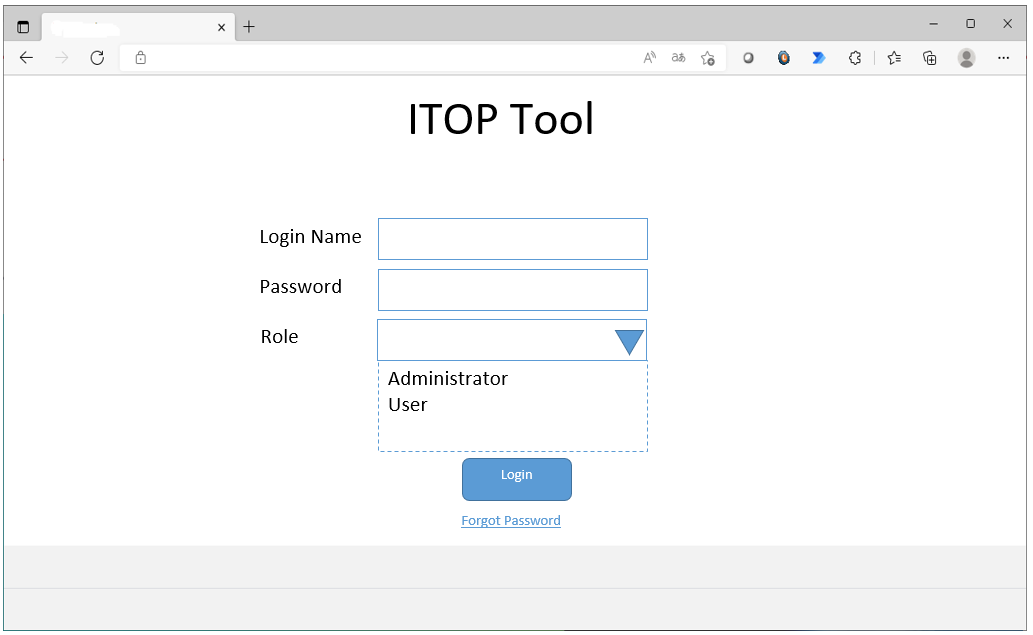 ITOP Tool
Login Name
Password
Role
Administrator
User
Login
Forgot Password